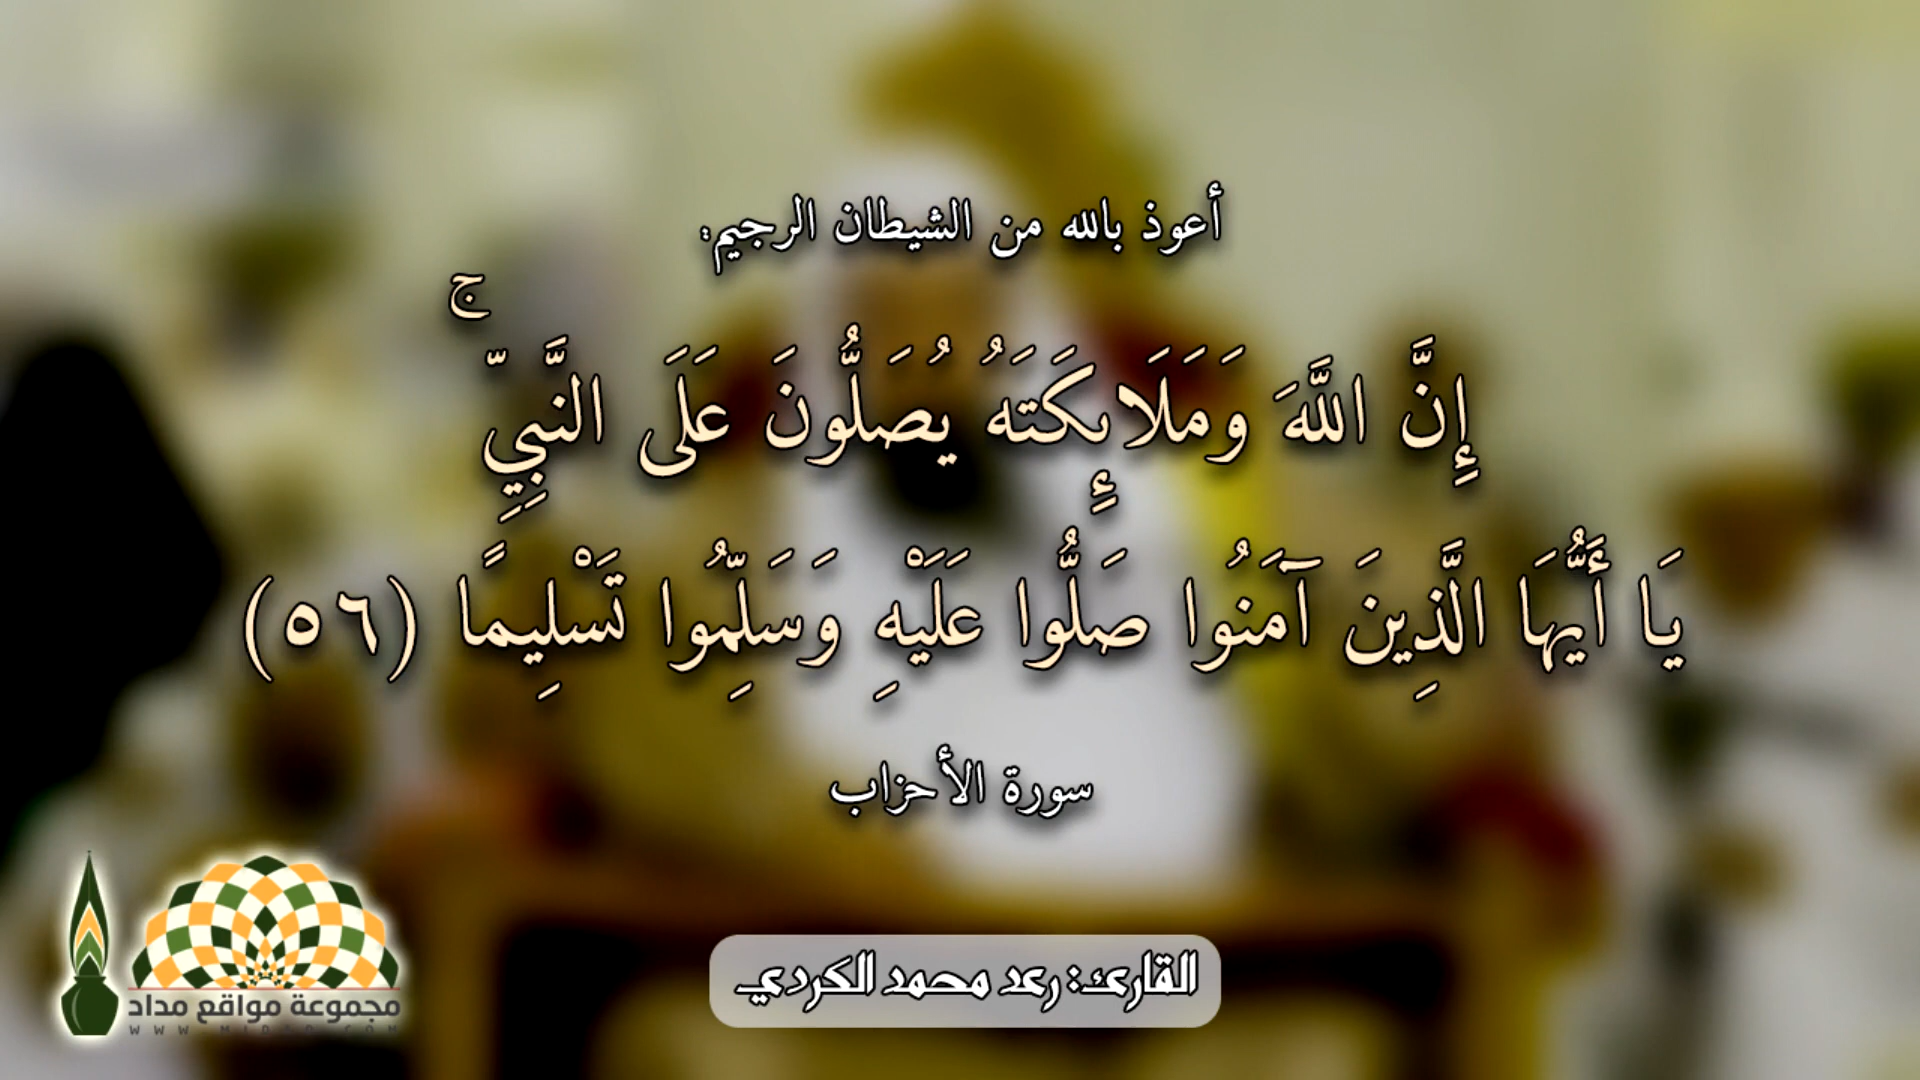 أعوذ بالله من الشيطان الرجيم:
إِنَّ اللَّهَ وَمَلَائِكَتَهُ يُصَلُّونَ عَلَى النَّبِيِّ ۚ
يَا أَيُّهَا الَّذِينَ آمَنُوا صَلُّوا عَلَيْهِ وَسَلِّمُوا تَسْلِيمًا (٥٦)
سورة الأحزاب
القارئ: رعد محمد الكردي
مجموعة مواقع مداد